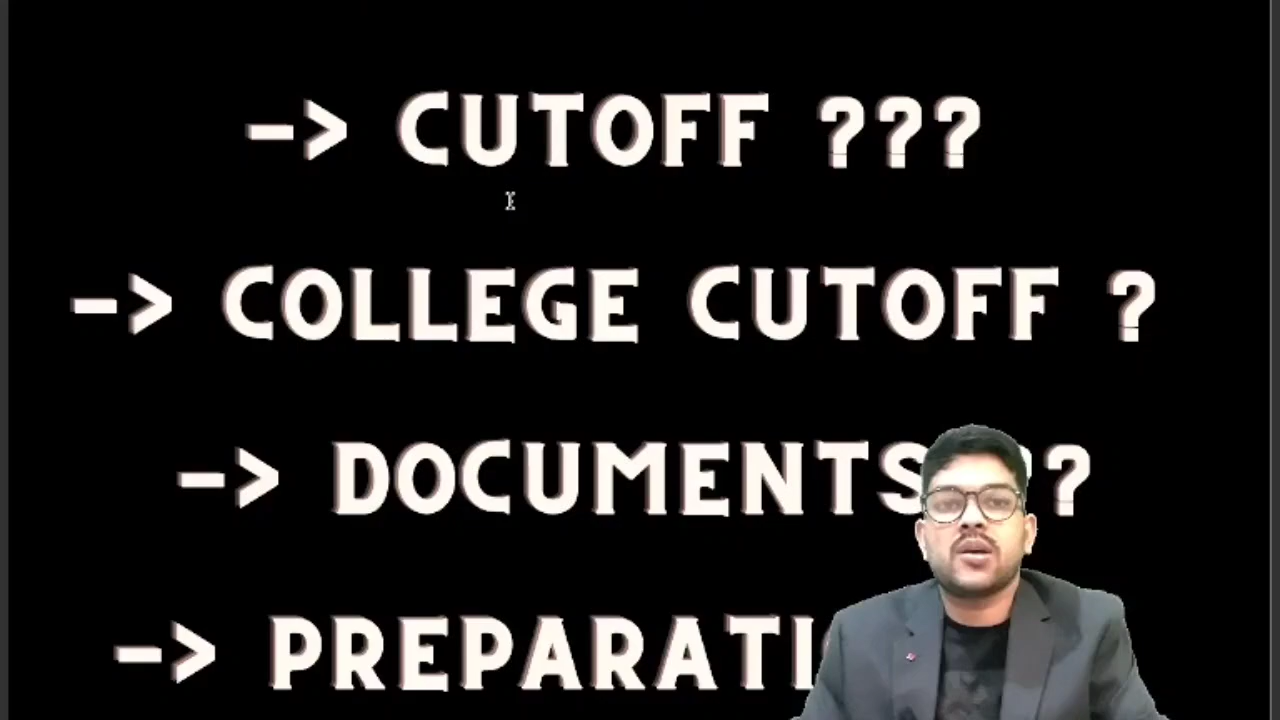 -> CUTOFF ???
-> COLLEGE CUTOFF ?
-> DOCUMENTS ??
-> PREPARATI